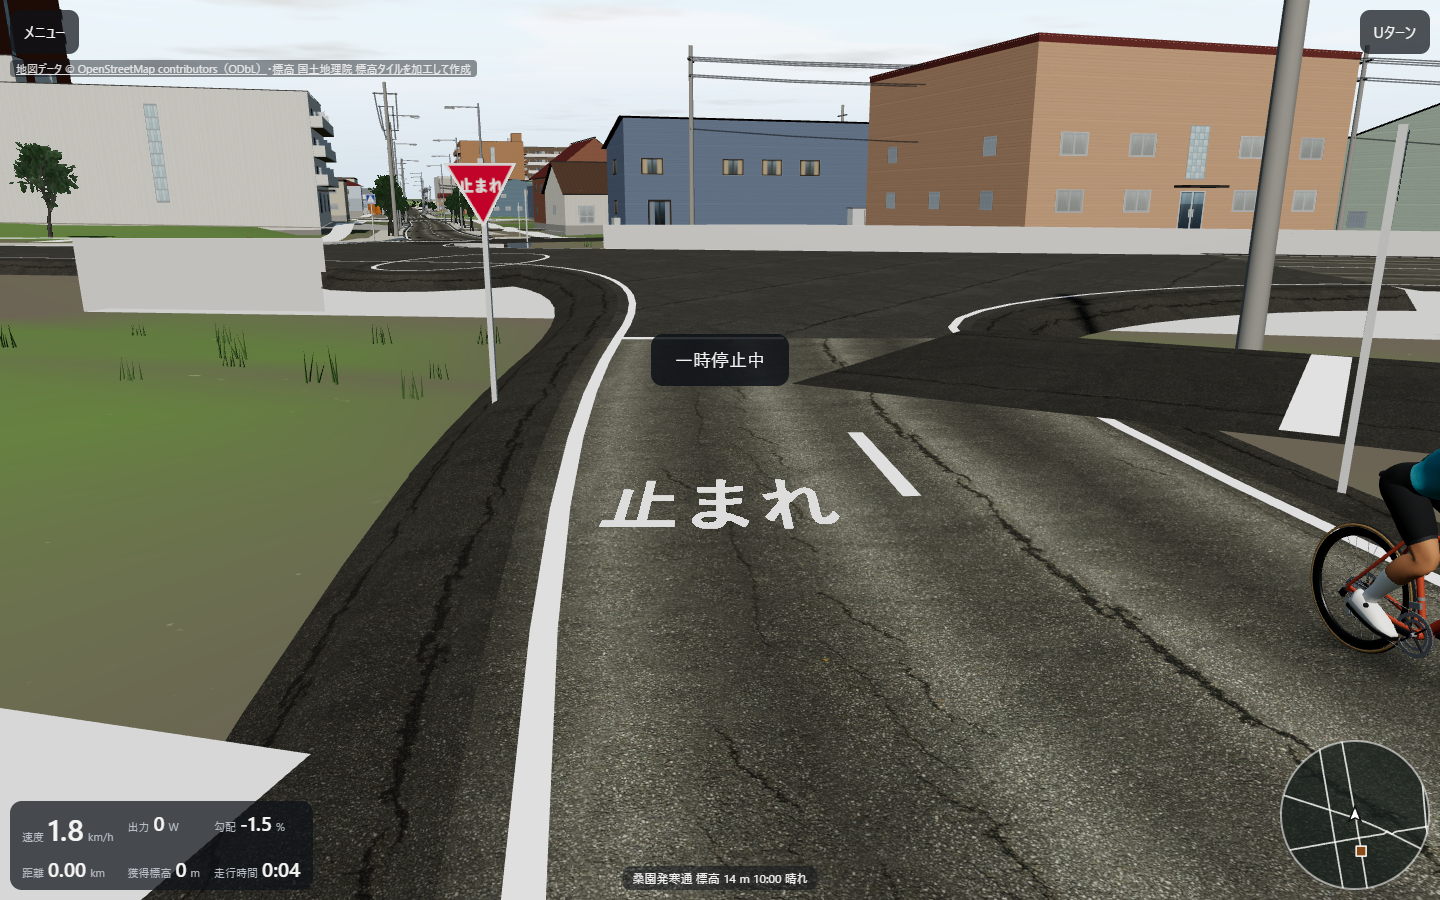 メニュー
Uターン
地図データ © OpenStreetMap contributors（ODbL）・標高 国土地理院 標高タイルを加工して作成
止まれ
一時停止中
止まれ
速度 1.8 km/h 出力 0 W 勾配 -1.5 %
距離 0.00 km 獲得標高 0 m 走行時間 0:04
桑園発寒通 標高 14 m 10:00 晴れ